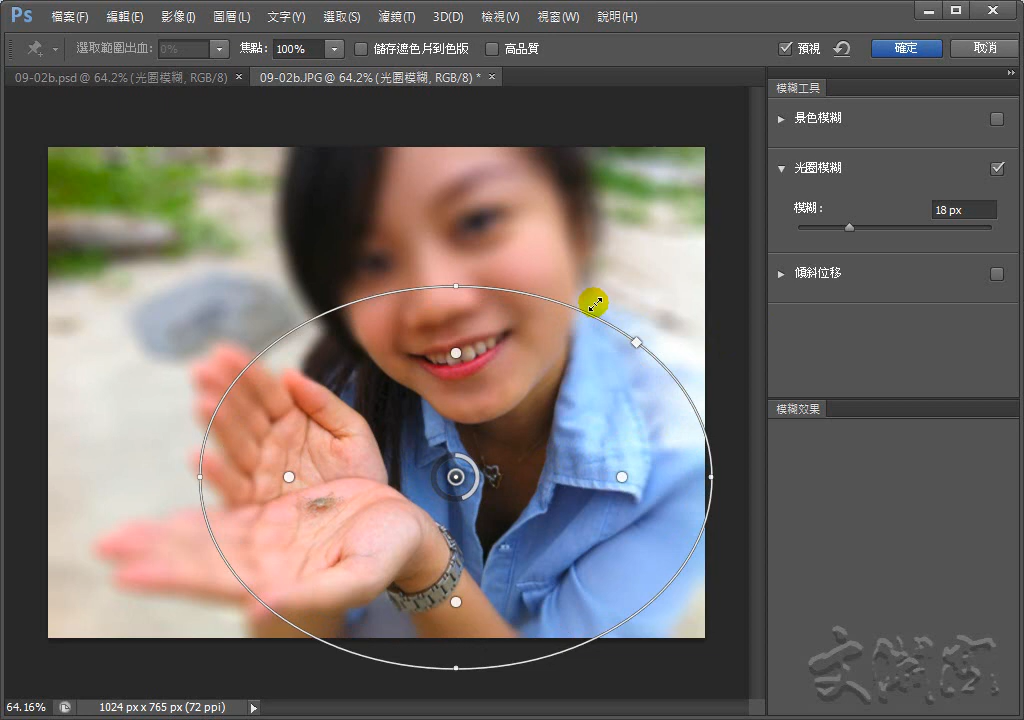 Ps 檔案(F) 編輯(E) 影像(I) 圖層(L) 文字(Y) 選取(S) 濾鏡(T) 3D(D) 檢視(V) 視窗(W) 說明(H)
選取範圍出血: 0% 焦點: 100% 儲存遮色片到色版 高品質 預視 確定 取消
09-02b.psd @ 64.2% (光圈模糊, RGB/8) × 09-02b.JPG @ 64.2% (光圈模糊, RGB/8) * ×
模糊工具
景色模糊
光圈模糊
模糊: 18 px
傾斜位移
模糊效果
64.16% 1024 px x 765 px (72 ppi)